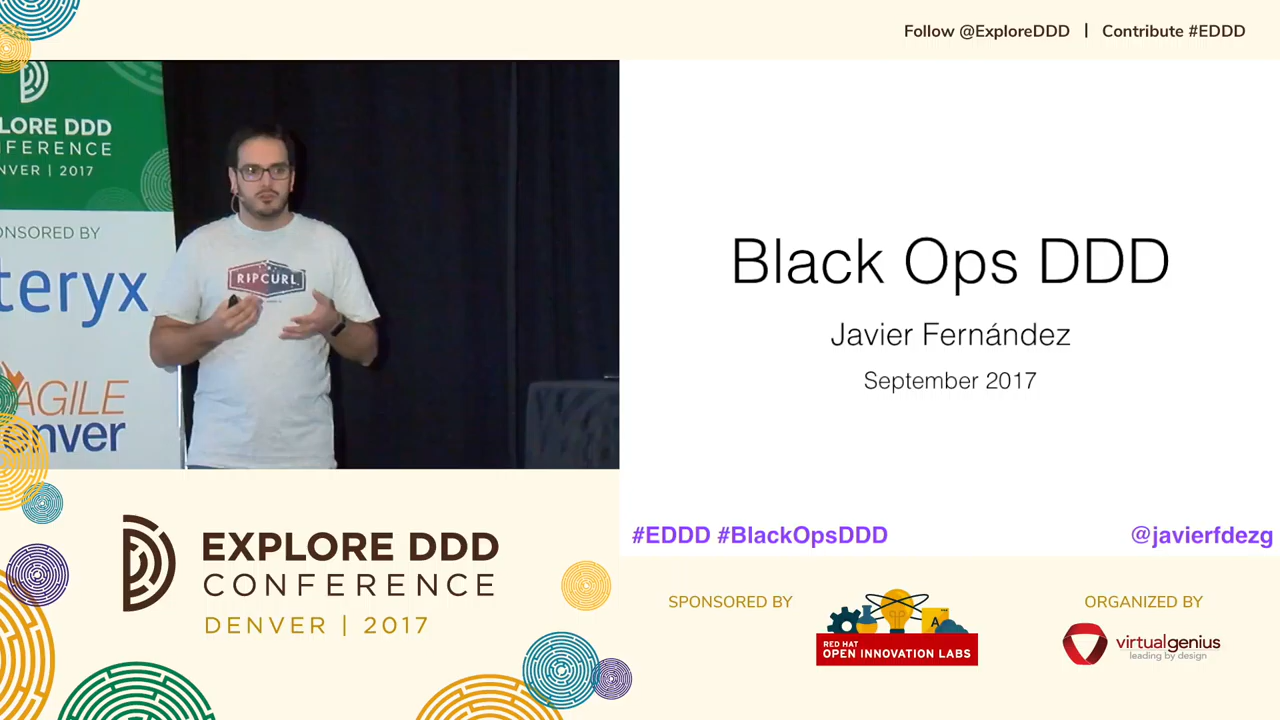 Follow @ExploreDDD | Contribute #EDDD
LORE DDD
FERENCE
NVER | 2017
ONSORED BY
teryx
AGILE
nver
RIPCURL
Black Ops DDD
Javier Fernández
September 2017
#EDDD #BlackOpsDDD
@javierfdezg
EXPLORE DDD
CONFERENCE
DENVER | 2017
SPONSORED BY
RED HAT
OPEN INNOVATION LABS
ORGANIZED BY
virtualgenius
leading by design